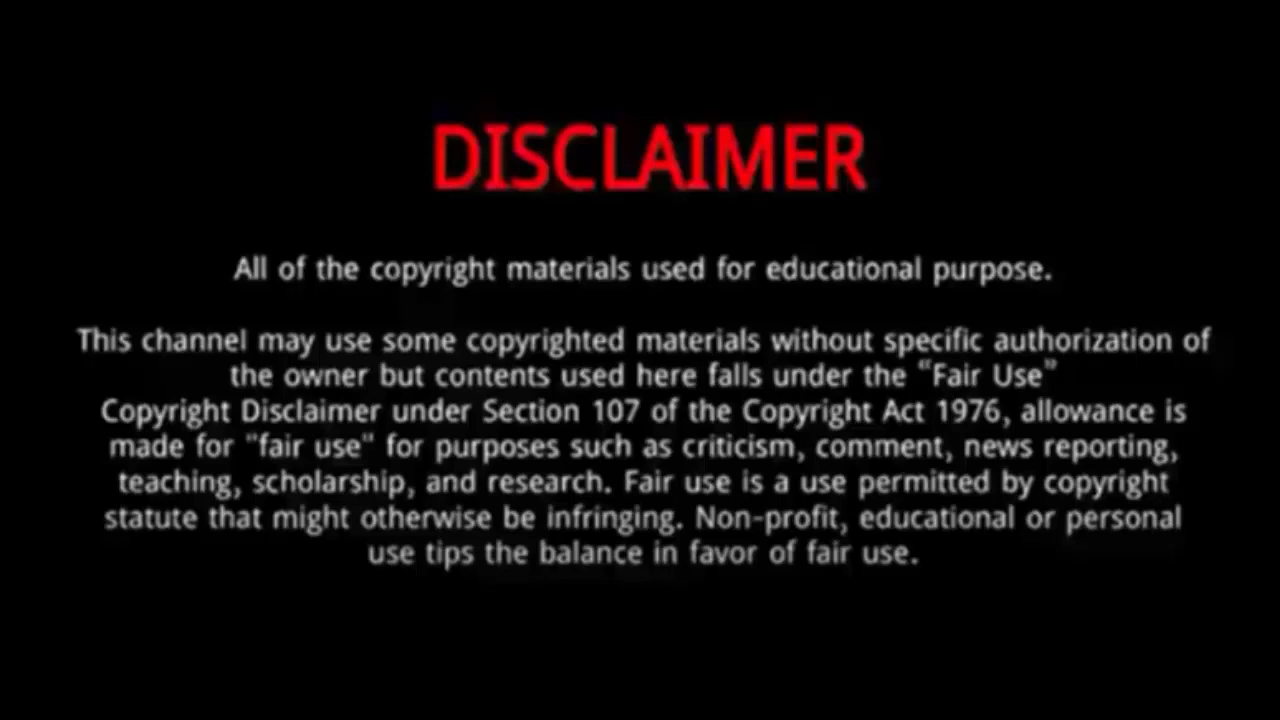 DISCLAIMER
All of the copyright materials used for educational purpose.
This channel may use some copyrighted materials without specific authorization of
the owner but contents used here falls under the “Fair Use”
Copyright Disclaimer under Section 107 of the Copyright Act 1976, allowance is
made for "fair use" for purposes such as criticism, comment, news reporting,
teaching, scholarship, and research. Fair use is a use permitted by copyright
statute that might otherwise be infringing. Non-profit, educational or personal
use tips the balance in favor of fair use.